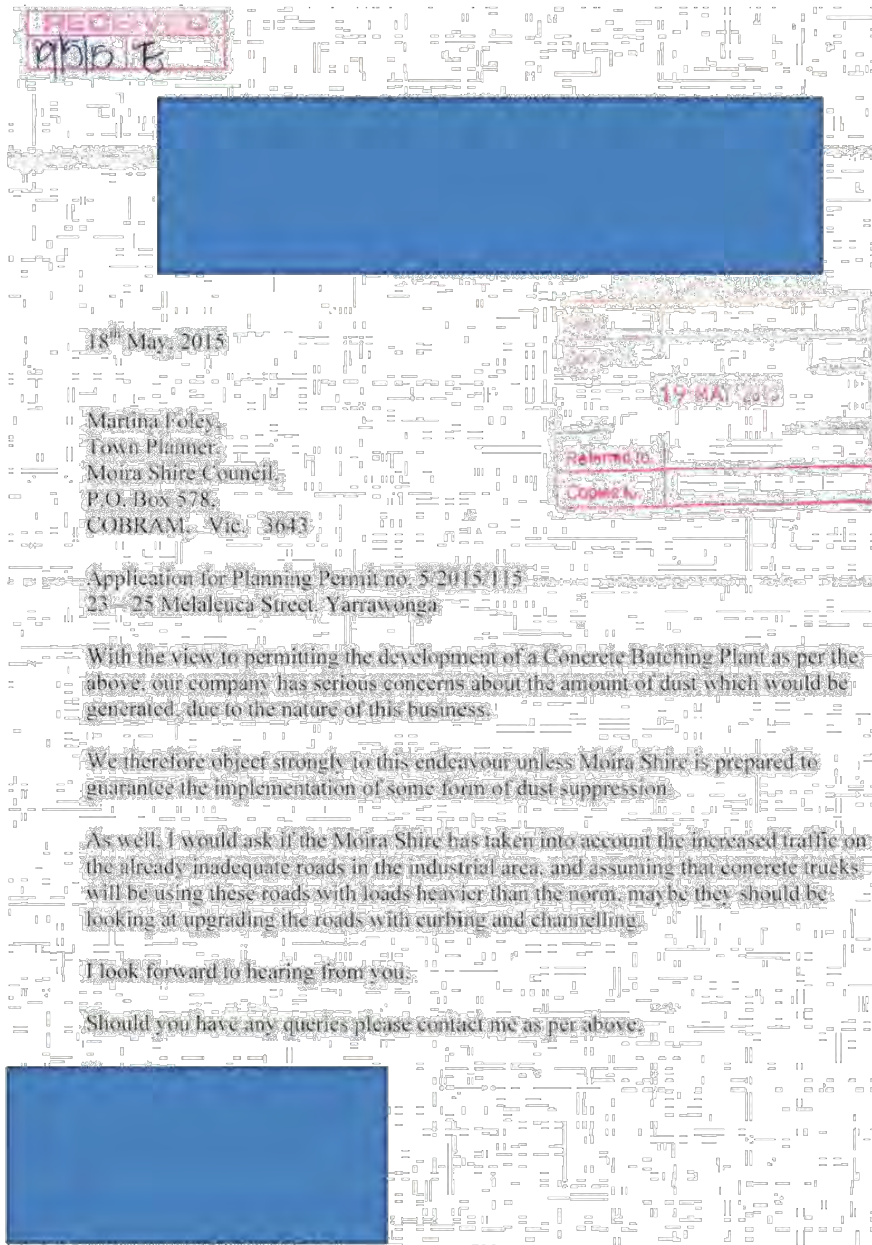 RECEIVED
18th May, 2015
19 MAY 2015
Martina Foley,
Town Planner,
Moira Shire Council,
P.O. Box 578,
COBRAM, Vic. 3643
Referred to.
Copied to.
Application for Planning Permit no. 5/2015/115
23 – 25 Melaleuca Street, Yarrawonga
With the view to permitting the development of a Concrete Batching Plant as per the
above, our company has serious concerns about the amount of dust which would be
generated, due to the nature of this business.
We therefore object strongly to this endeavour unless Moira Shire is prepared to
guarantee the implementation of some form of dust suppression
As well, I would ask if the Moira Shire has taken into account the increased traffic on
the already inadequate roads in the industrial area, and assuming that concrete trucks
will be using these roads with loads heavier than the norm, maybe they should be
looking at upgrading the roads with curbing and channelling.
I look forward to hearing from you.
Should you have any queries please contact me as per above.